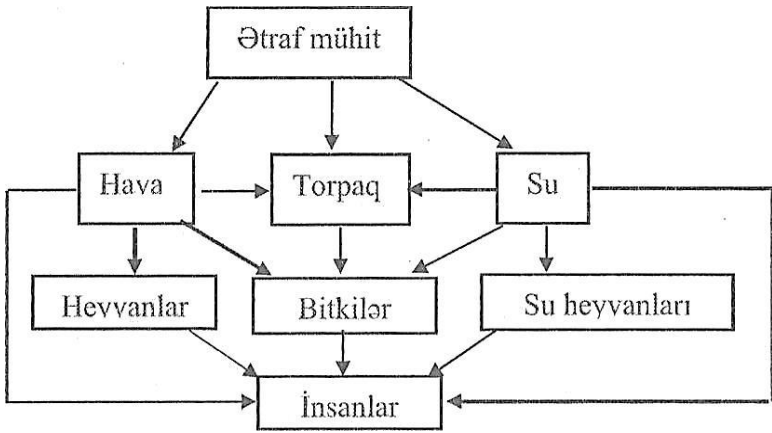 Ətraf mühit
Hava
Torpaq
Su
Heyvanlar
Bitkilər
Su heyvanları
İnsanlar